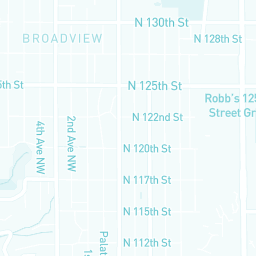 N 130th St
BROADVIEW
N 128th St
N 125th St
Robb's 125
Street Gr
N 122nd St
4th Ave NW
2nd Ave NW
N 120th St
N 117th St
N 115th St
N 112th St
Palat